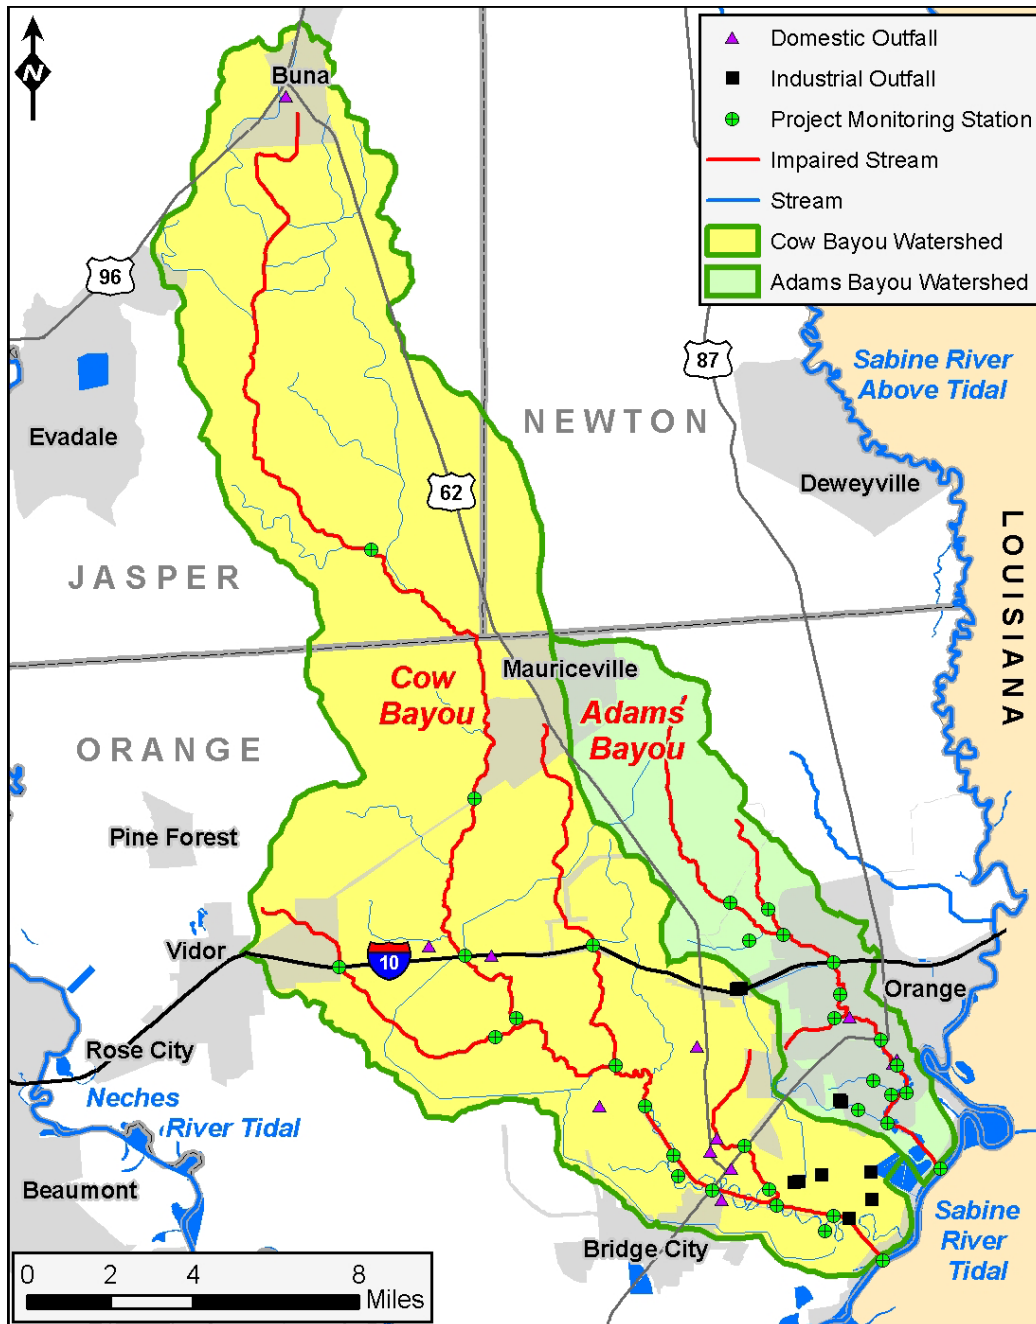 N
Buna
Domestic Outfall
Industrial Outfall
Project Monitoring Station
Impaired Stream
Stream
Cow Bayou Watershed
Adams Bayou Watershed
96
87
Sabine River
Above Tidal
NEWTON
Evadale
Deweyville
62
LOUISIANA
JASPER
Mauriceville
Cow
Bayou
Adams
Bayou
ORANGE
Pine Forest
Vidor
10
Orange
Rose City
Neches
River Tidal
Beaumont
Sabine
River
Tidal
Bridge City
0 2 4 8
Miles